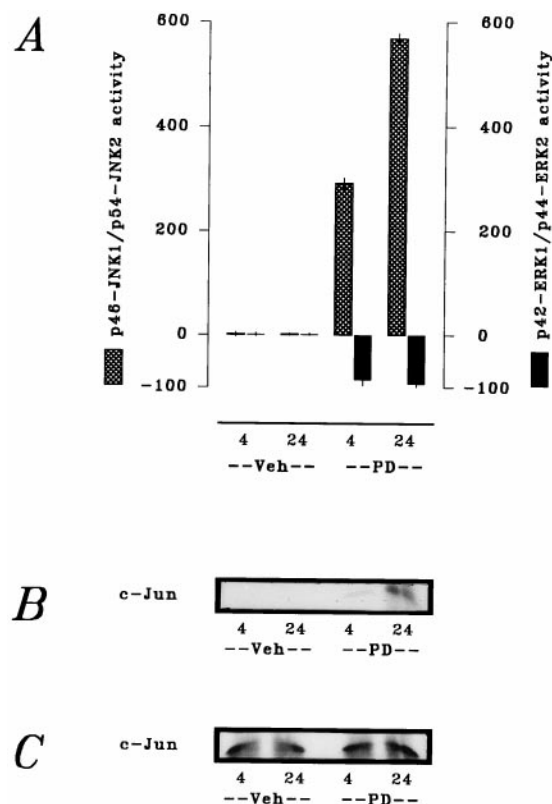 A
600
400
200
0
-100
p46-JNK1/p54-JNK2 activity
600
400
200
0
-100
p42-ERK1/p44-ERK2 activity
4 24 4 24
--Veh-- --PD--
B
c-Jun
4 24 4 24
--Veh-- --PD--
C
c-Jun
4 24 4 24
--Veh-- --PD--